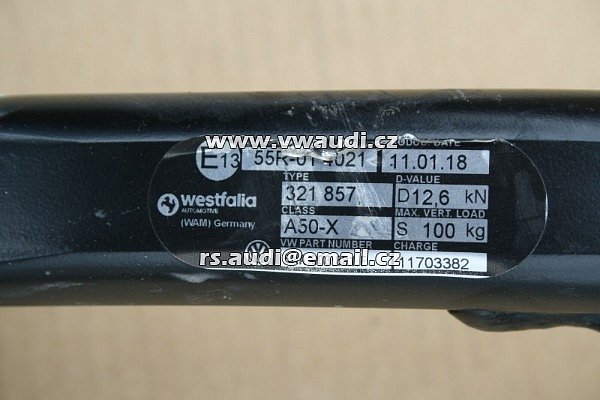 www.vwaudi.cz
E13 55R-01 4021 11.01.18
TYPE D-VALUE
westfalia 321 857 D12,6 kN
AUTOMOTIVE CLASS MAX. VERT. LOAD
(WAM) Germany A50-X S 100 kg
VW PART NUMBER CHARGE
rs.audi@email.cz 11703382